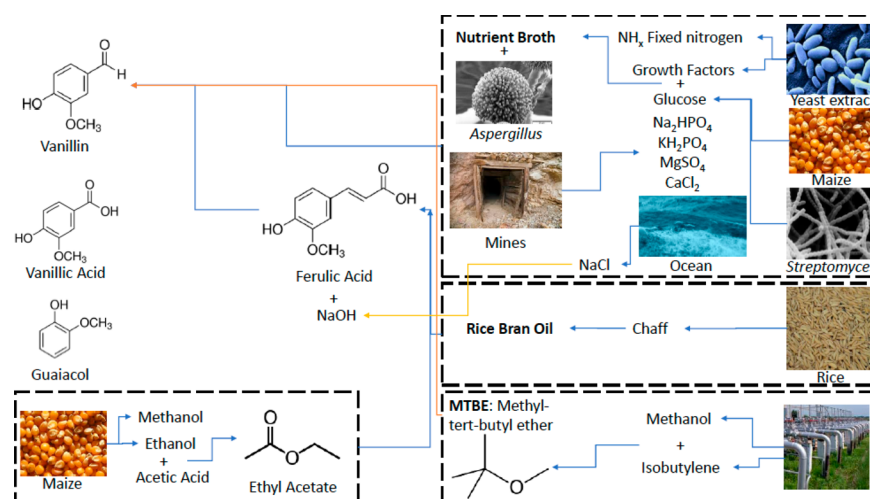 Nutrient Broth
+
Aspergillus
NHₓ Fixed nitrogen
Growth Factors
+
Glucose
Na₂HPO₄
KH₂PO₄
MgSO₄
CaCl₂
Yeast extrac
Maize
Streptomyce
Mines
Ocean
NaCl
O
H
OH
OCH₃
Vanillin
O
OH
HO
OCH₃
Vanillic Acid
OH
OCH₃
Guaiacol
O
OH
HO
OCH₃
Ferulic Acid
+
NaOH
Rice Bran Oil
Chaff
Rice
Maize
Methanol
Ethanol
+
Acetic Acid
O
O
Ethyl Acetate
MTBE: Methyl-
tert-butyl ether
O
Methanol
+
Isobutylene